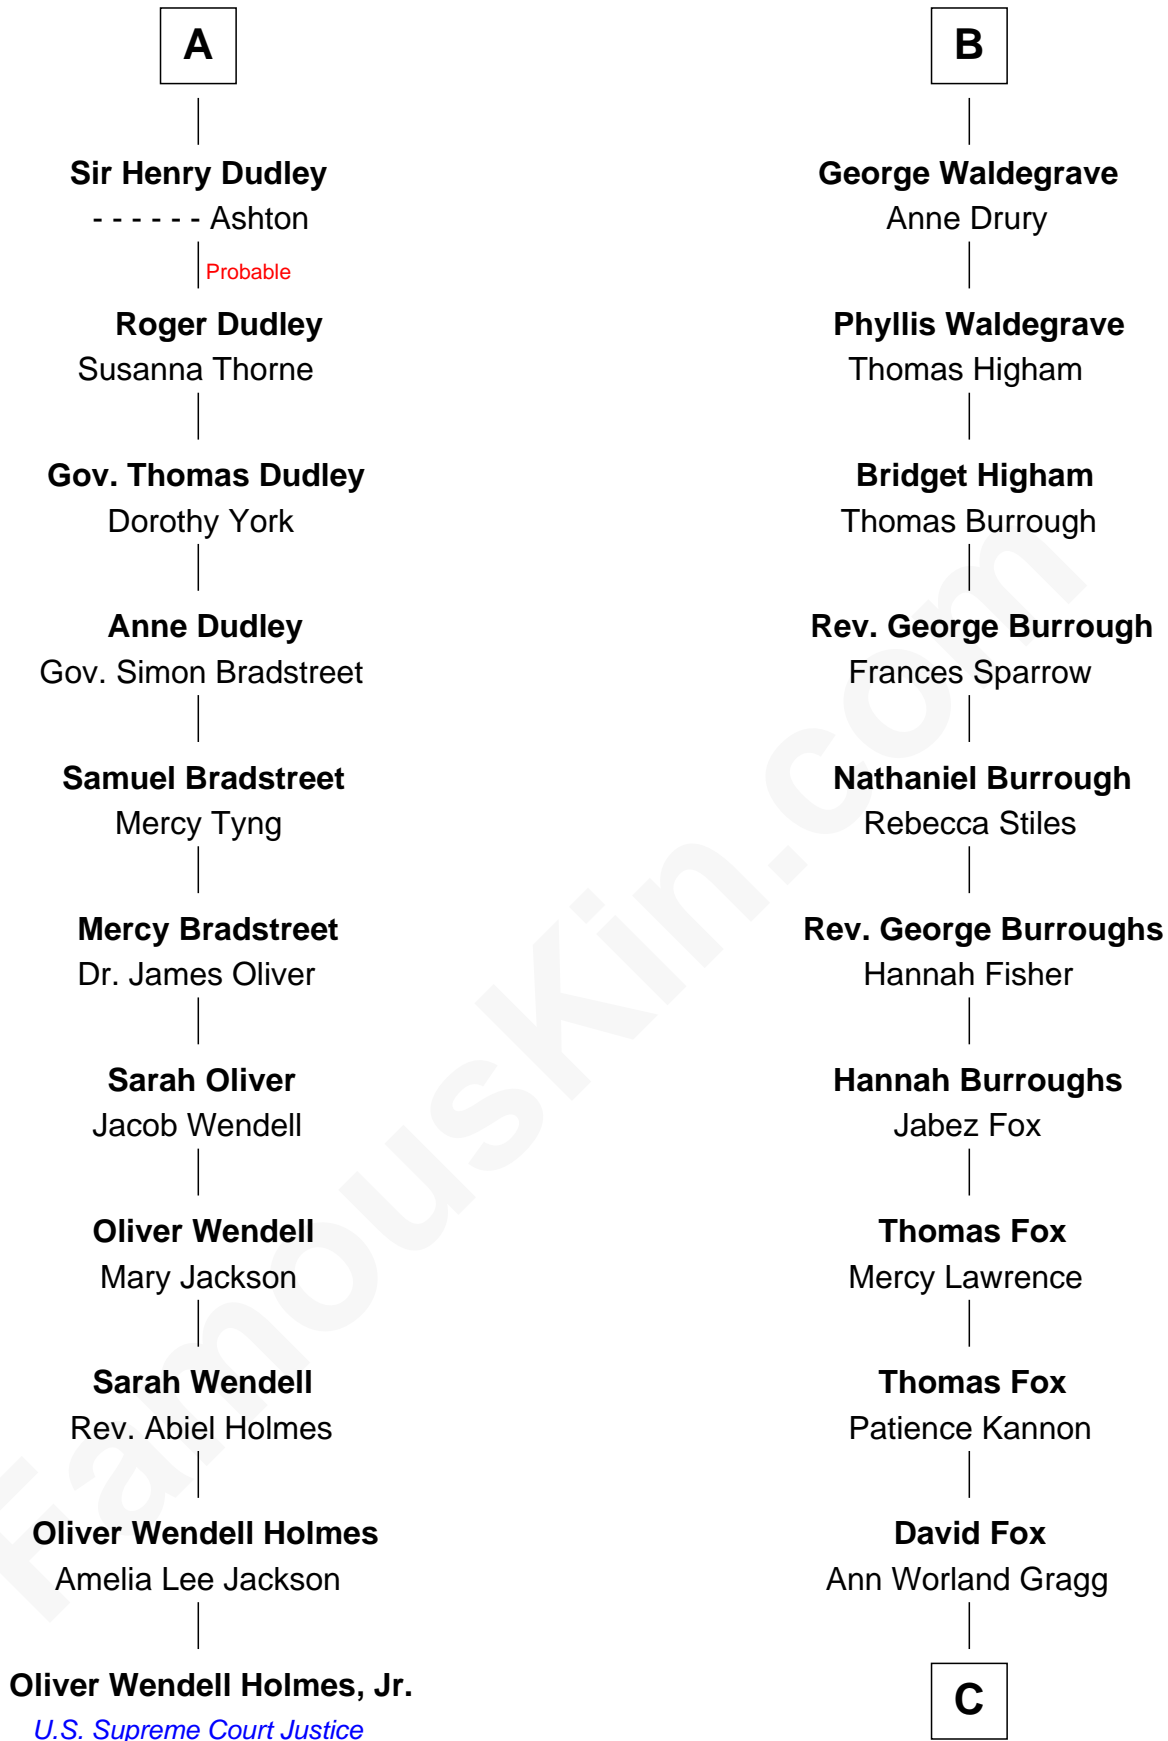 A
Sir Henry Dudley
- - - - - - Ashton
Probable
Roger Dudley
Susanna Thorne
Gov. Thomas Dudley
Dorothy York
Anne Dudley
Gov. Simon Bradstreet
Samuel Bradstreet
Mercy Tyng
Mercy Bradstreet
Dr. James Oliver
Sarah Oliver
Jacob Wendell
Oliver Wendell
Mary Jackson
Sarah Wendell
Rev. Abiel Holmes
Oliver Wendell Holmes
Amelia Lee Jackson
Oliver Wendell Holmes, Jr.
U.S. Supreme Court Justice
B
George Waldegrave
Anne Drury
Phyllis Waldegrave
Thomas Higham
Bridget Higham
Thomas Burrough
Rev. George Burrough
Frances Sparrow
Nathaniel Burrough
Rebecca Stiles
Rev. George Burroughs
Hannah Fisher
Hannah Burroughs
Jabez Fox
Thomas Fox
Mercy Lawrence
Thomas Fox
Patience Kannon
David Fox
Ann Worland Gragg
C
FamousKin.com